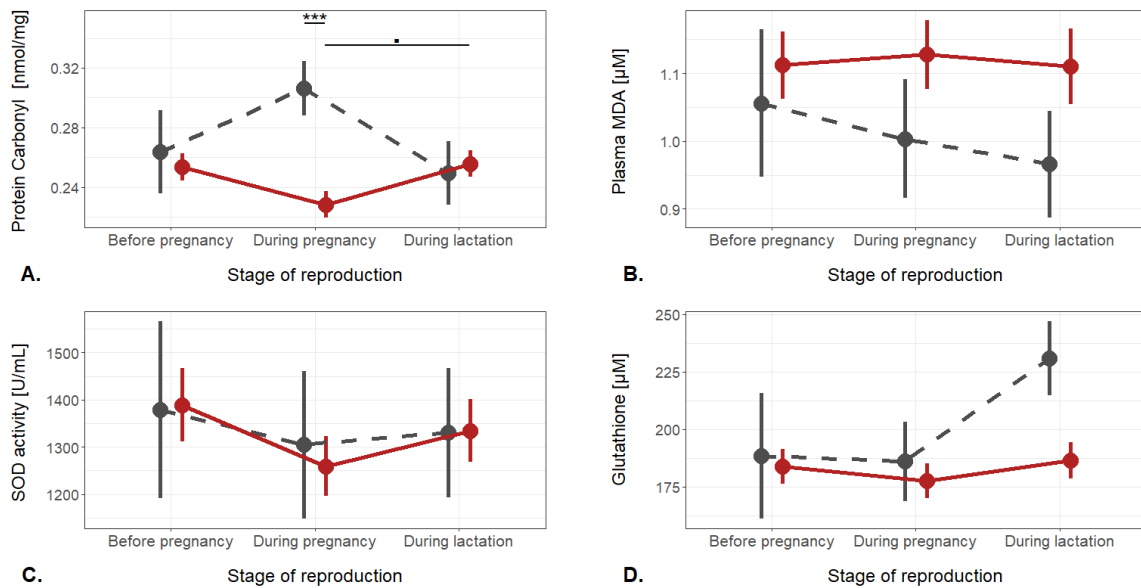 ***
.
Protein Carbonyl [nmol/mg]
0.32
0.28
0.24
Before pregnancy During pregnancy During lactation
A. Stage of reproduction
Plasma MDA [µM]
1.1
1.0
0.9
Before pregnancy During pregnancy During lactation
B. Stage of reproduction
SOD activity [U/mL]
1500
1400
1300
1200
Before pregnancy During pregnancy During lactation
C. Stage of reproduction
Glutathione [µM]
250
225
200
175
Before pregnancy During pregnancy During lactation
D. Stage of reproduction